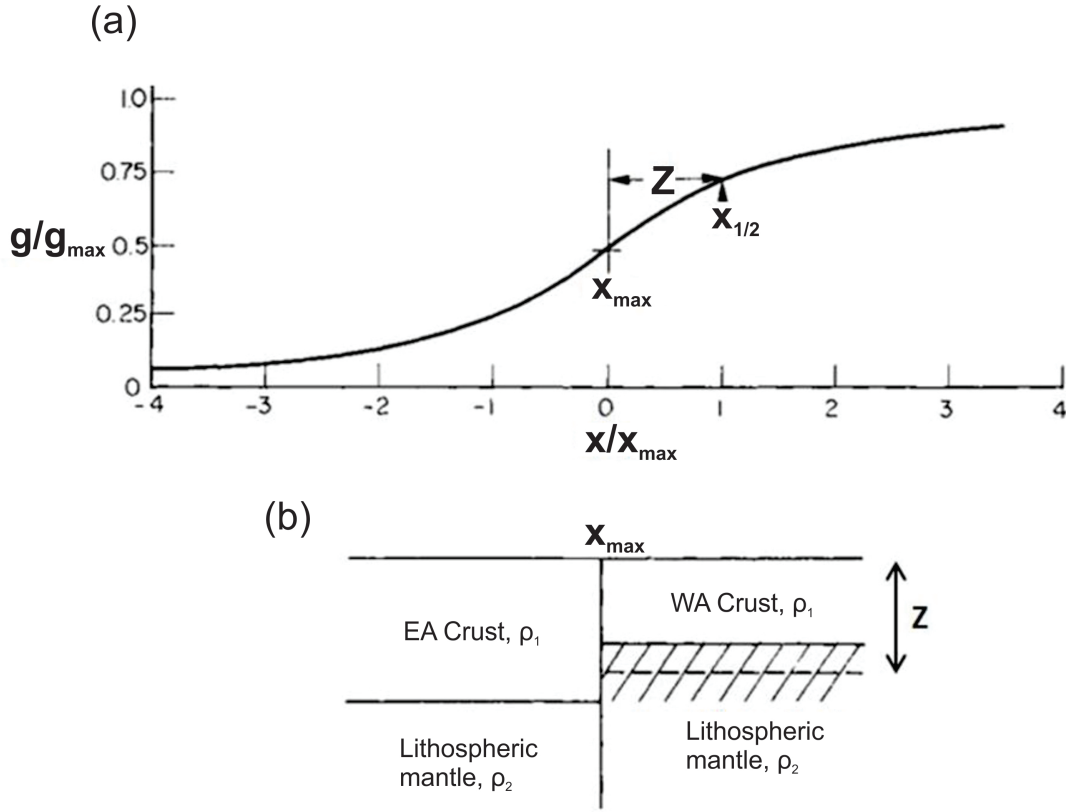 (a)
1.0
0.75
Z
x1/2
g/gmax
0.5
xmax
0.25
0
-4
-3
-2
-1
0
1
2
3
4
x/xmax
(b)
xmax
WA Crust, ρ1
EA Crust, ρ1
Z
Lithospheric
mantle, ρ2
Lithospheric
mantle, ρ2